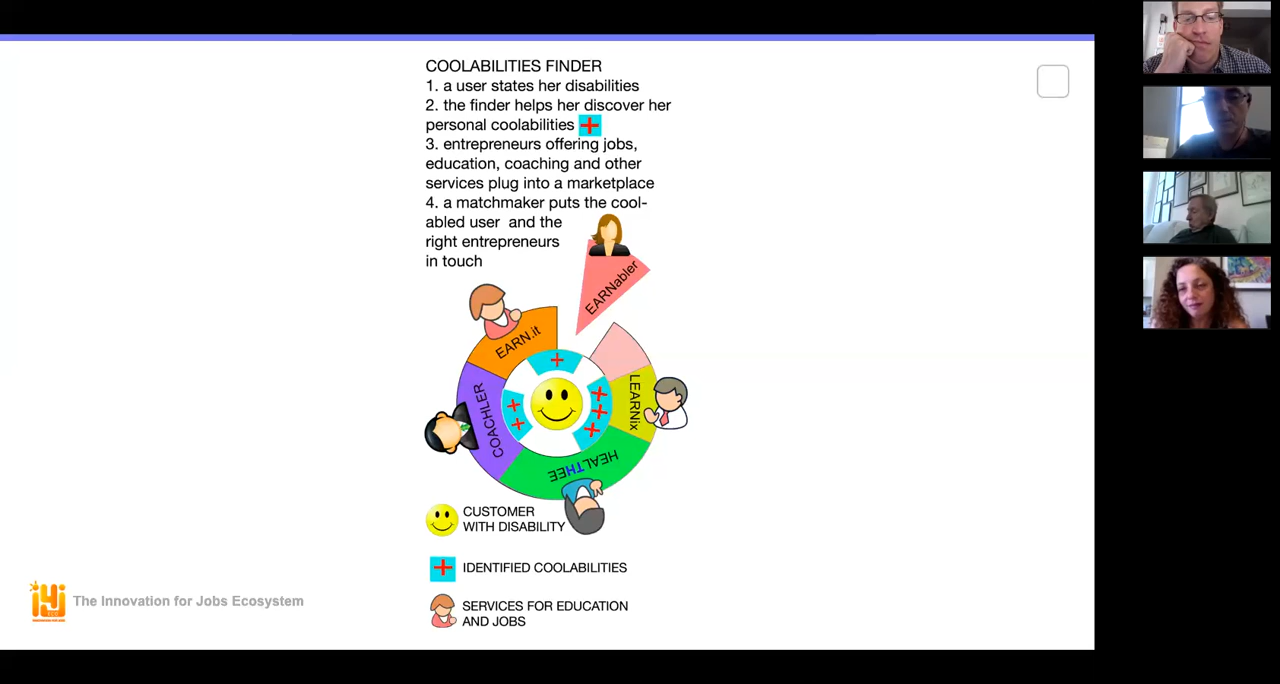 COOLABILITIES FINDER
1. a user states her disabilities
2. the finder helps her discover her
personal coolabilities
3. entrepreneurs offering jobs,
education, coaching and other
services plug into a marketplace
4. a matchmaker puts the cool-
abled user and the
right entrepreneurs
in touch
EARNabler
EARN.it
COACHLER
LEARNix
HEALTHEE
CUSTOMER
WITH DISABILITY
IDENTIFIED COOLABILITIES
SERVICES FOR EDUCATION
AND JOBS
i4j
The Innovation for Jobs Ecosystem